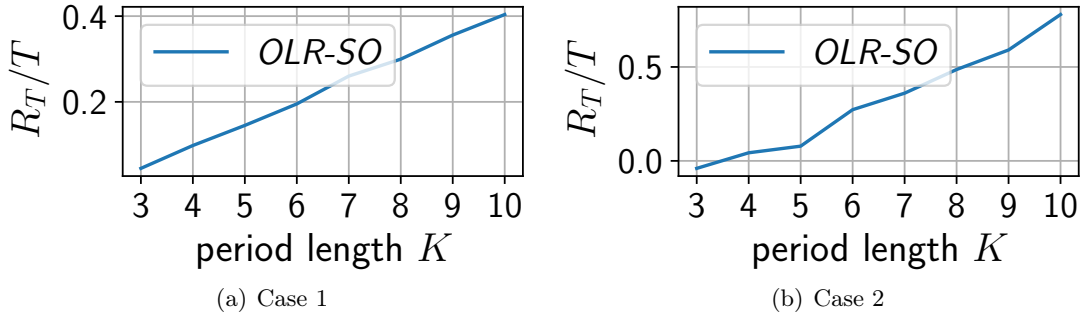 R_T/T
0.4
0.2
OLR-SO
3 4 5 6 7 8 9 10
period length K
(a) Case 1
R_T/T
0.5
0.0
OLR-SO
3 4 5 6 7 8 9 10
period length K
(b) Case 2